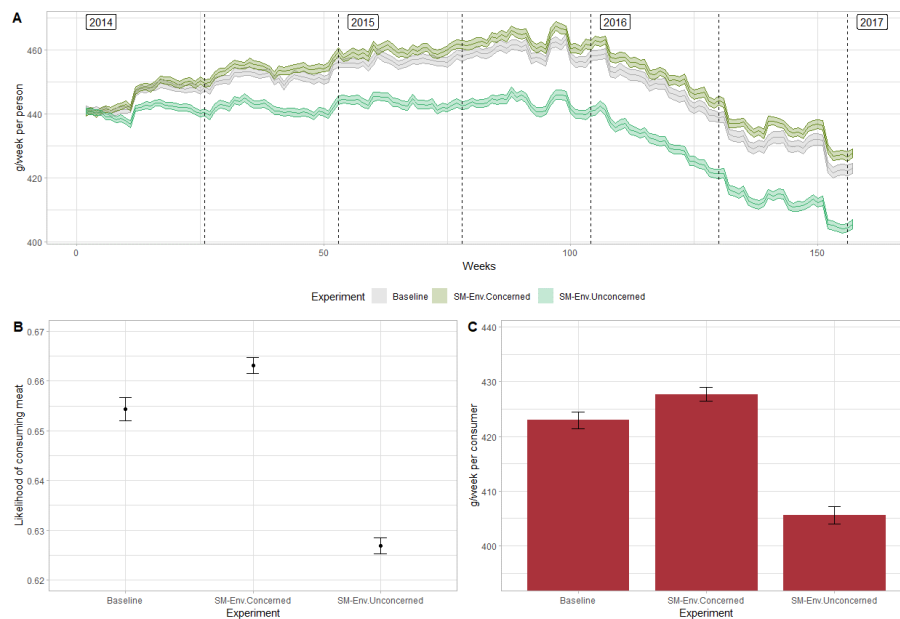 A
2014
2015
2016
2017
460
440
420
400
g/week per person
0
50
100
150
Weeks
Experiment Baseline SM-Env.Concerned SM-Env.Unconcerned
B
0.67
0.66
0.65
0.64
0.63
0.62
Likelihood of consuming meat
Baseline SM-Env.Concerned SM-Env.Unconcerned
Experiment
C
440
430
420
410
400
g/week per consumer
Baseline SM-Env.Concerned SM-Env.Unconcerned
Experiment